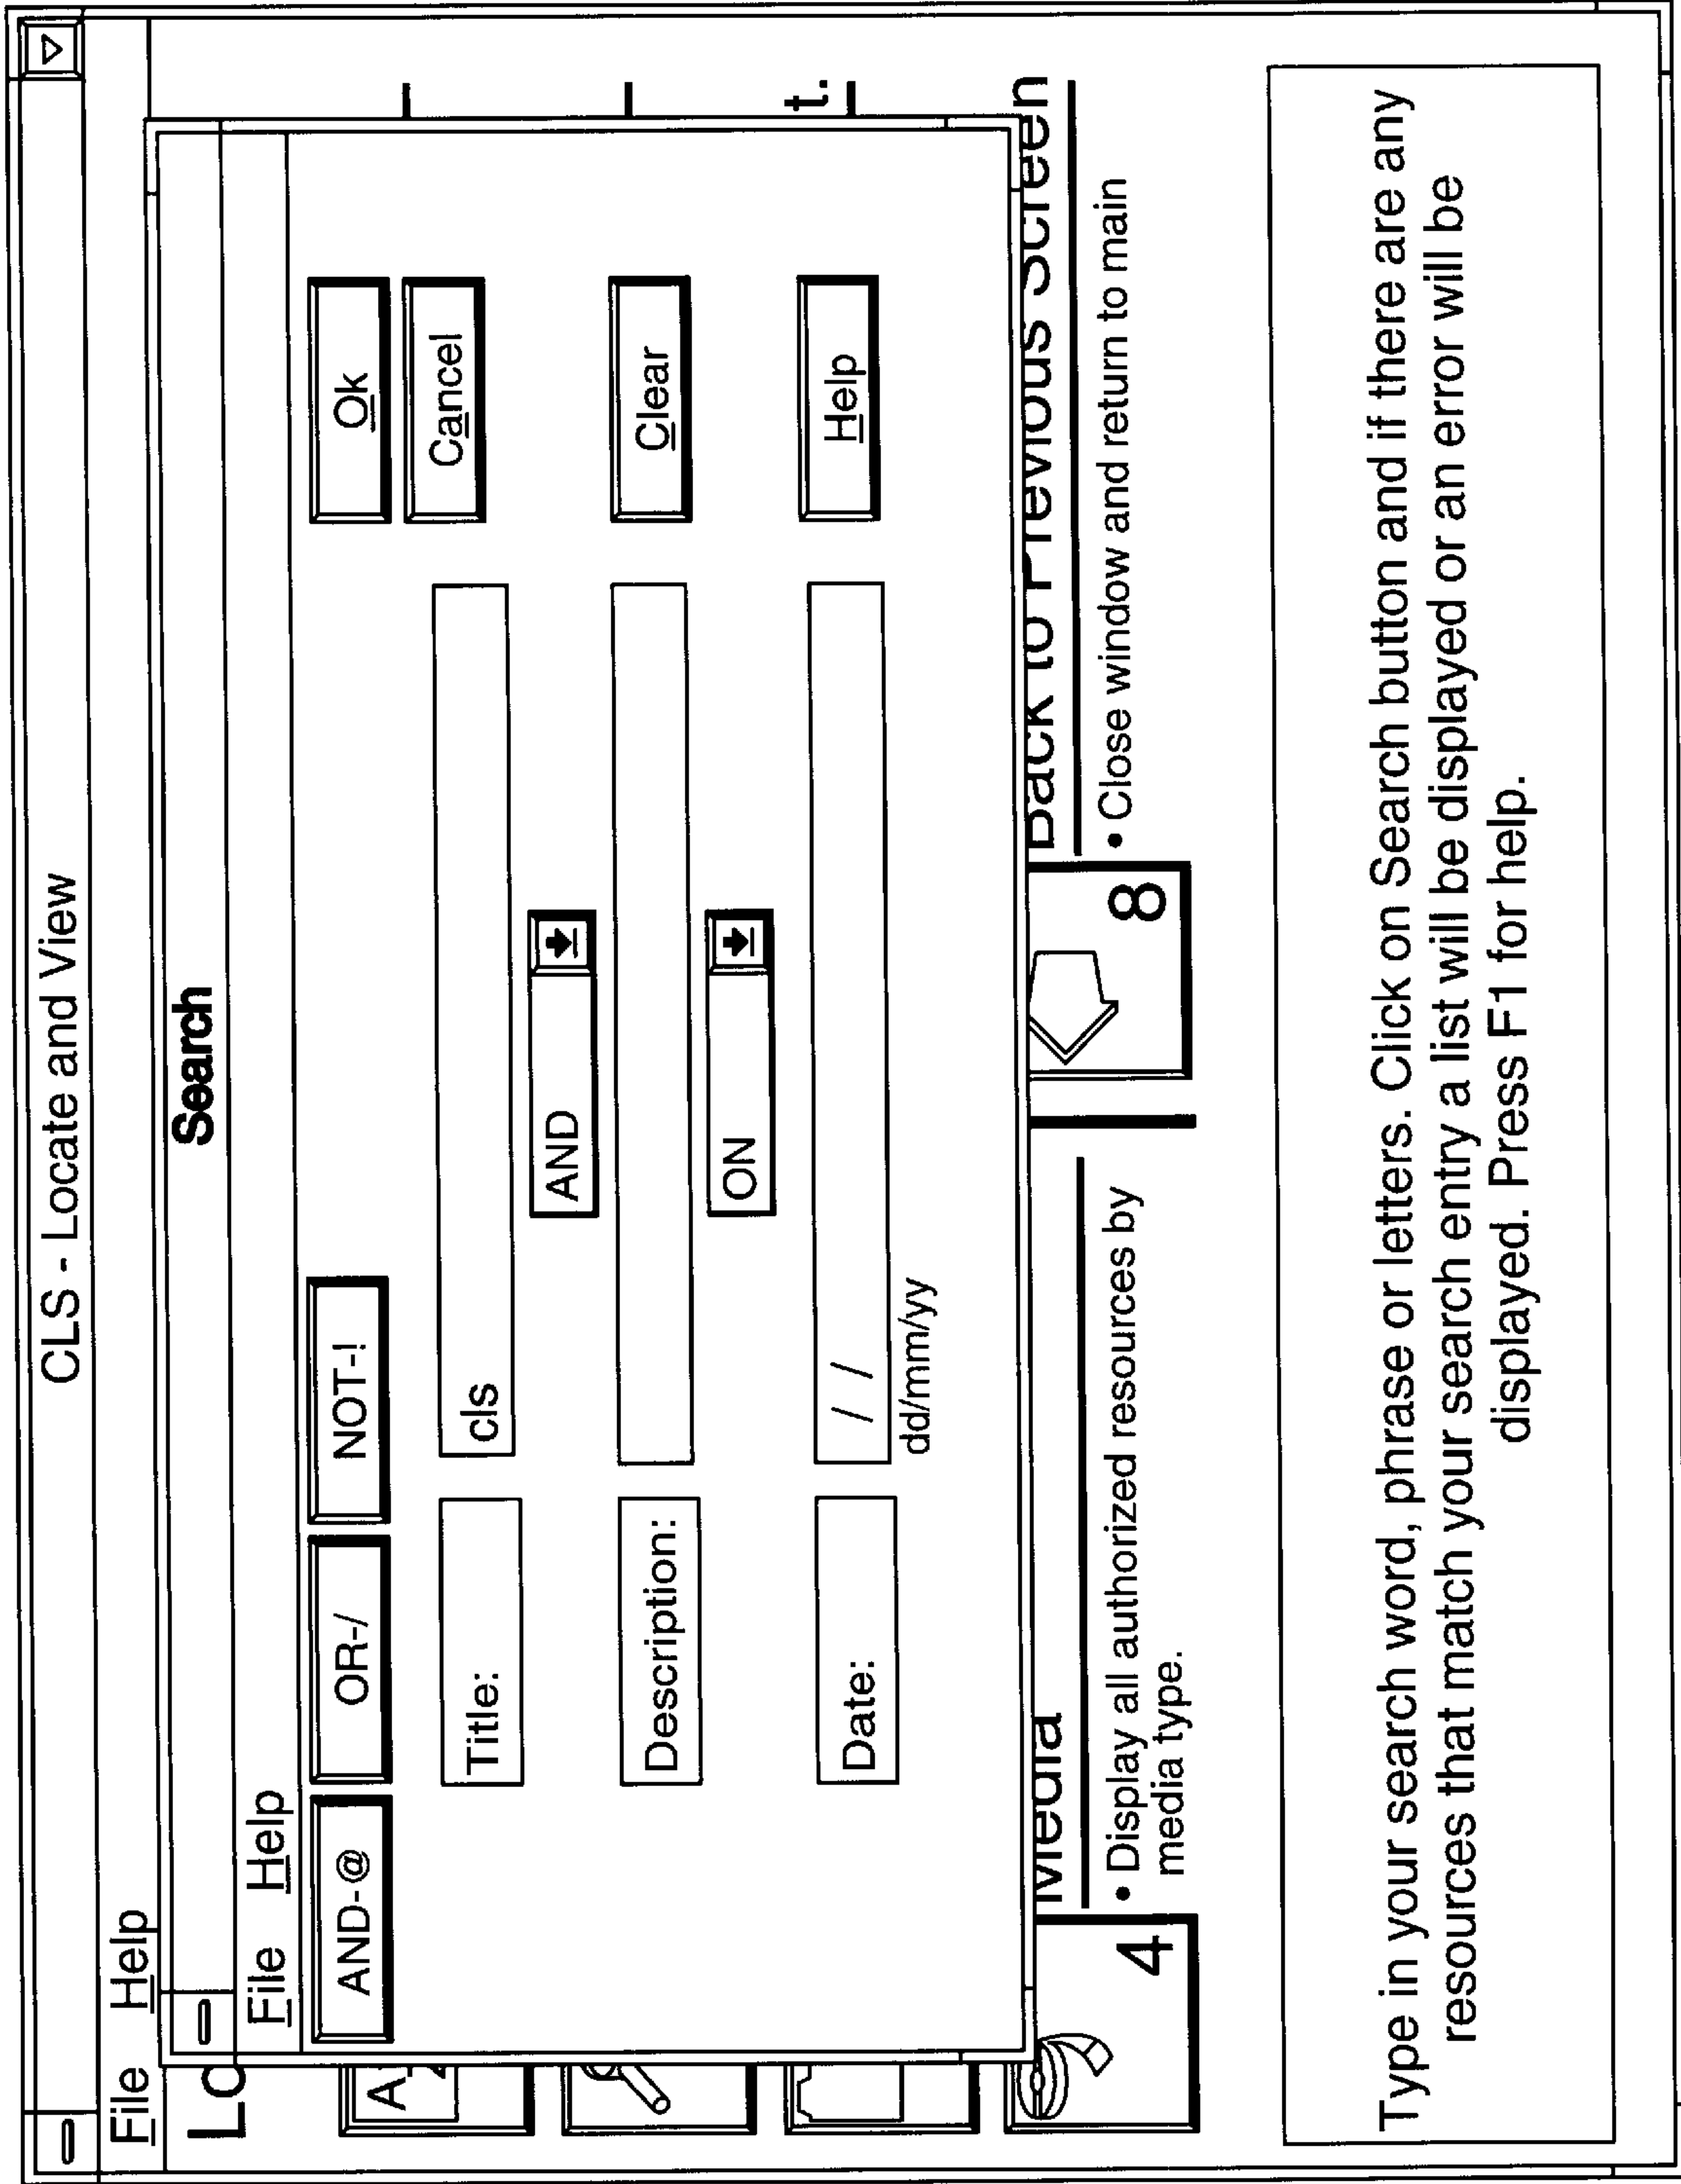 CLS - Locate and View
File Help
Search
File Help
AND-@ OR-/ NOT-! Ok
Cancel
Title: cls
AND
Description: Clear
ON
Date: / / Help
dd/mm/yy
t.
Media
Back to Previous Screen
4
• Display all authorized resources by
media type.
8
• Close window and return to main
Type in your search word, phrase or letters. Click on Search button and if there are any
resources that match your search entry a list will be displayed or an error will be
displayed. Press F1 for help.